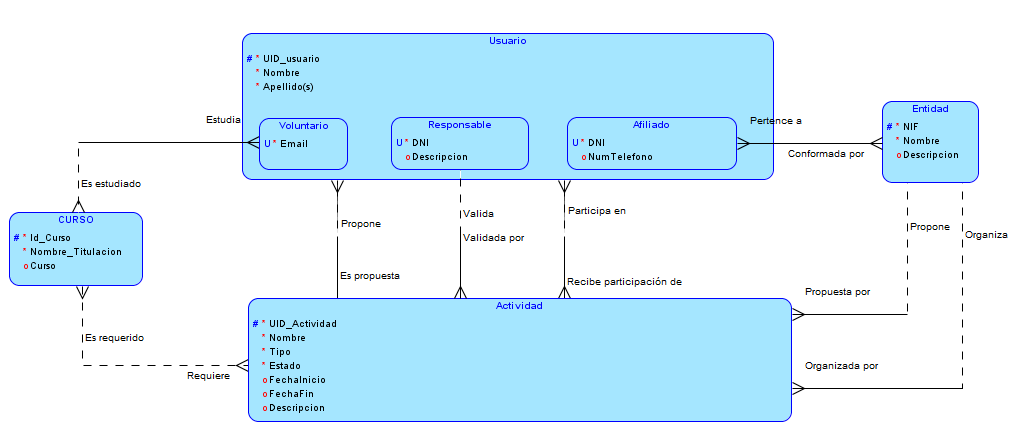 Usuario
# * UID_usuario
* Nombre
* Apellido(s)
Estudia
Voluntario
U * Email
Responsable
U * DNI
o Descripcion
Afiliado
U * DNI
o NumTelefono
Pertence a
Conformada por
Entidad
# * NIF
* Nombre
o Descripcion
Es estudiado
CURSO
# * Id_Curso
* Nombre_Titulacion
o Curso
Propone
Es propuesta
Valida
Validada por
Participa en
Recibe participación de
Propone
Organiza
Propuesta por
Organizada por
Es requerido
Requiere
Actividad
# * UID_Actividad
* Nombre
* Tipo
* Estado
o FechaInicio
o FechaFin
o Descripcion